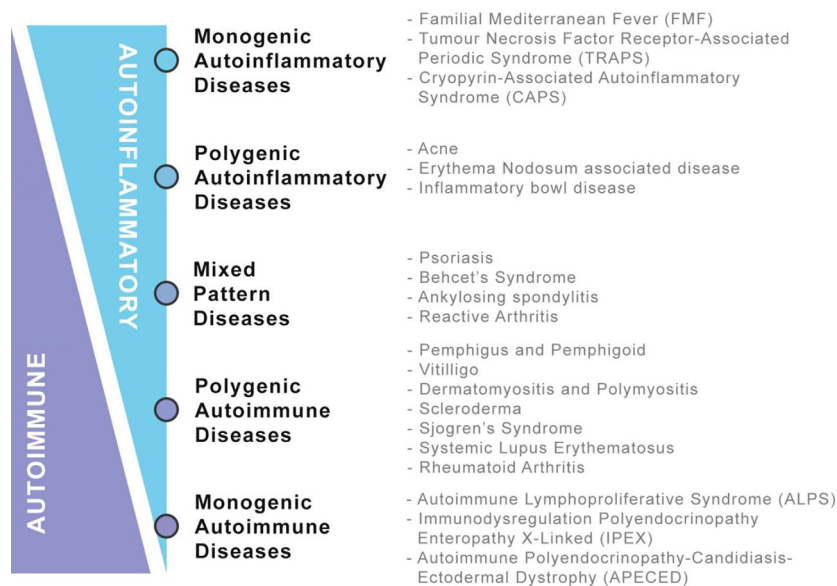 AUTOIMMUNE
AUTOINFLAMMATORY
Monogenic
Autoinflammatory
Diseases
- Familial Mediterranean Fever (FMF)
- Tumour Necrosis Factor Receptor-Associated
Periodic Syndrome (TRAPS)
- Cryopyrin-Associated Autoinflammatory
Syndrome (CAPS)
Polygenic
Autoinflammatory
Diseases
- Acne
- Erythema Nodosum associated disease
- Inflammatory bowl disease
Mixed
Pattern
Diseases
- Psoriasis
- Behcet's Syndrome
- Ankylosing spondylitis
- Reactive Arthritis
Polygenic
Autoimmune
Diseases
- Pemphigus and Pemphigoid
- Vitilligo
- Dermatomyositis and Polymyositis
- Scleroderma
- Sjogren's Syndrome
- Systemic Lupus Erythematosus
- Rheumatoid Arthritis
Monogenic
Autoimmune
Diseases
- Autoimmune Lymphoproliferative Syndrome (ALPS)
- Immunodysregulation Polyendocrinopathy
Enteropathy X-Linked (IPEX)
- Autoimmune Polyendocrinopathy-Candidiasis-
Ectodermal Dystrophy (APECED)